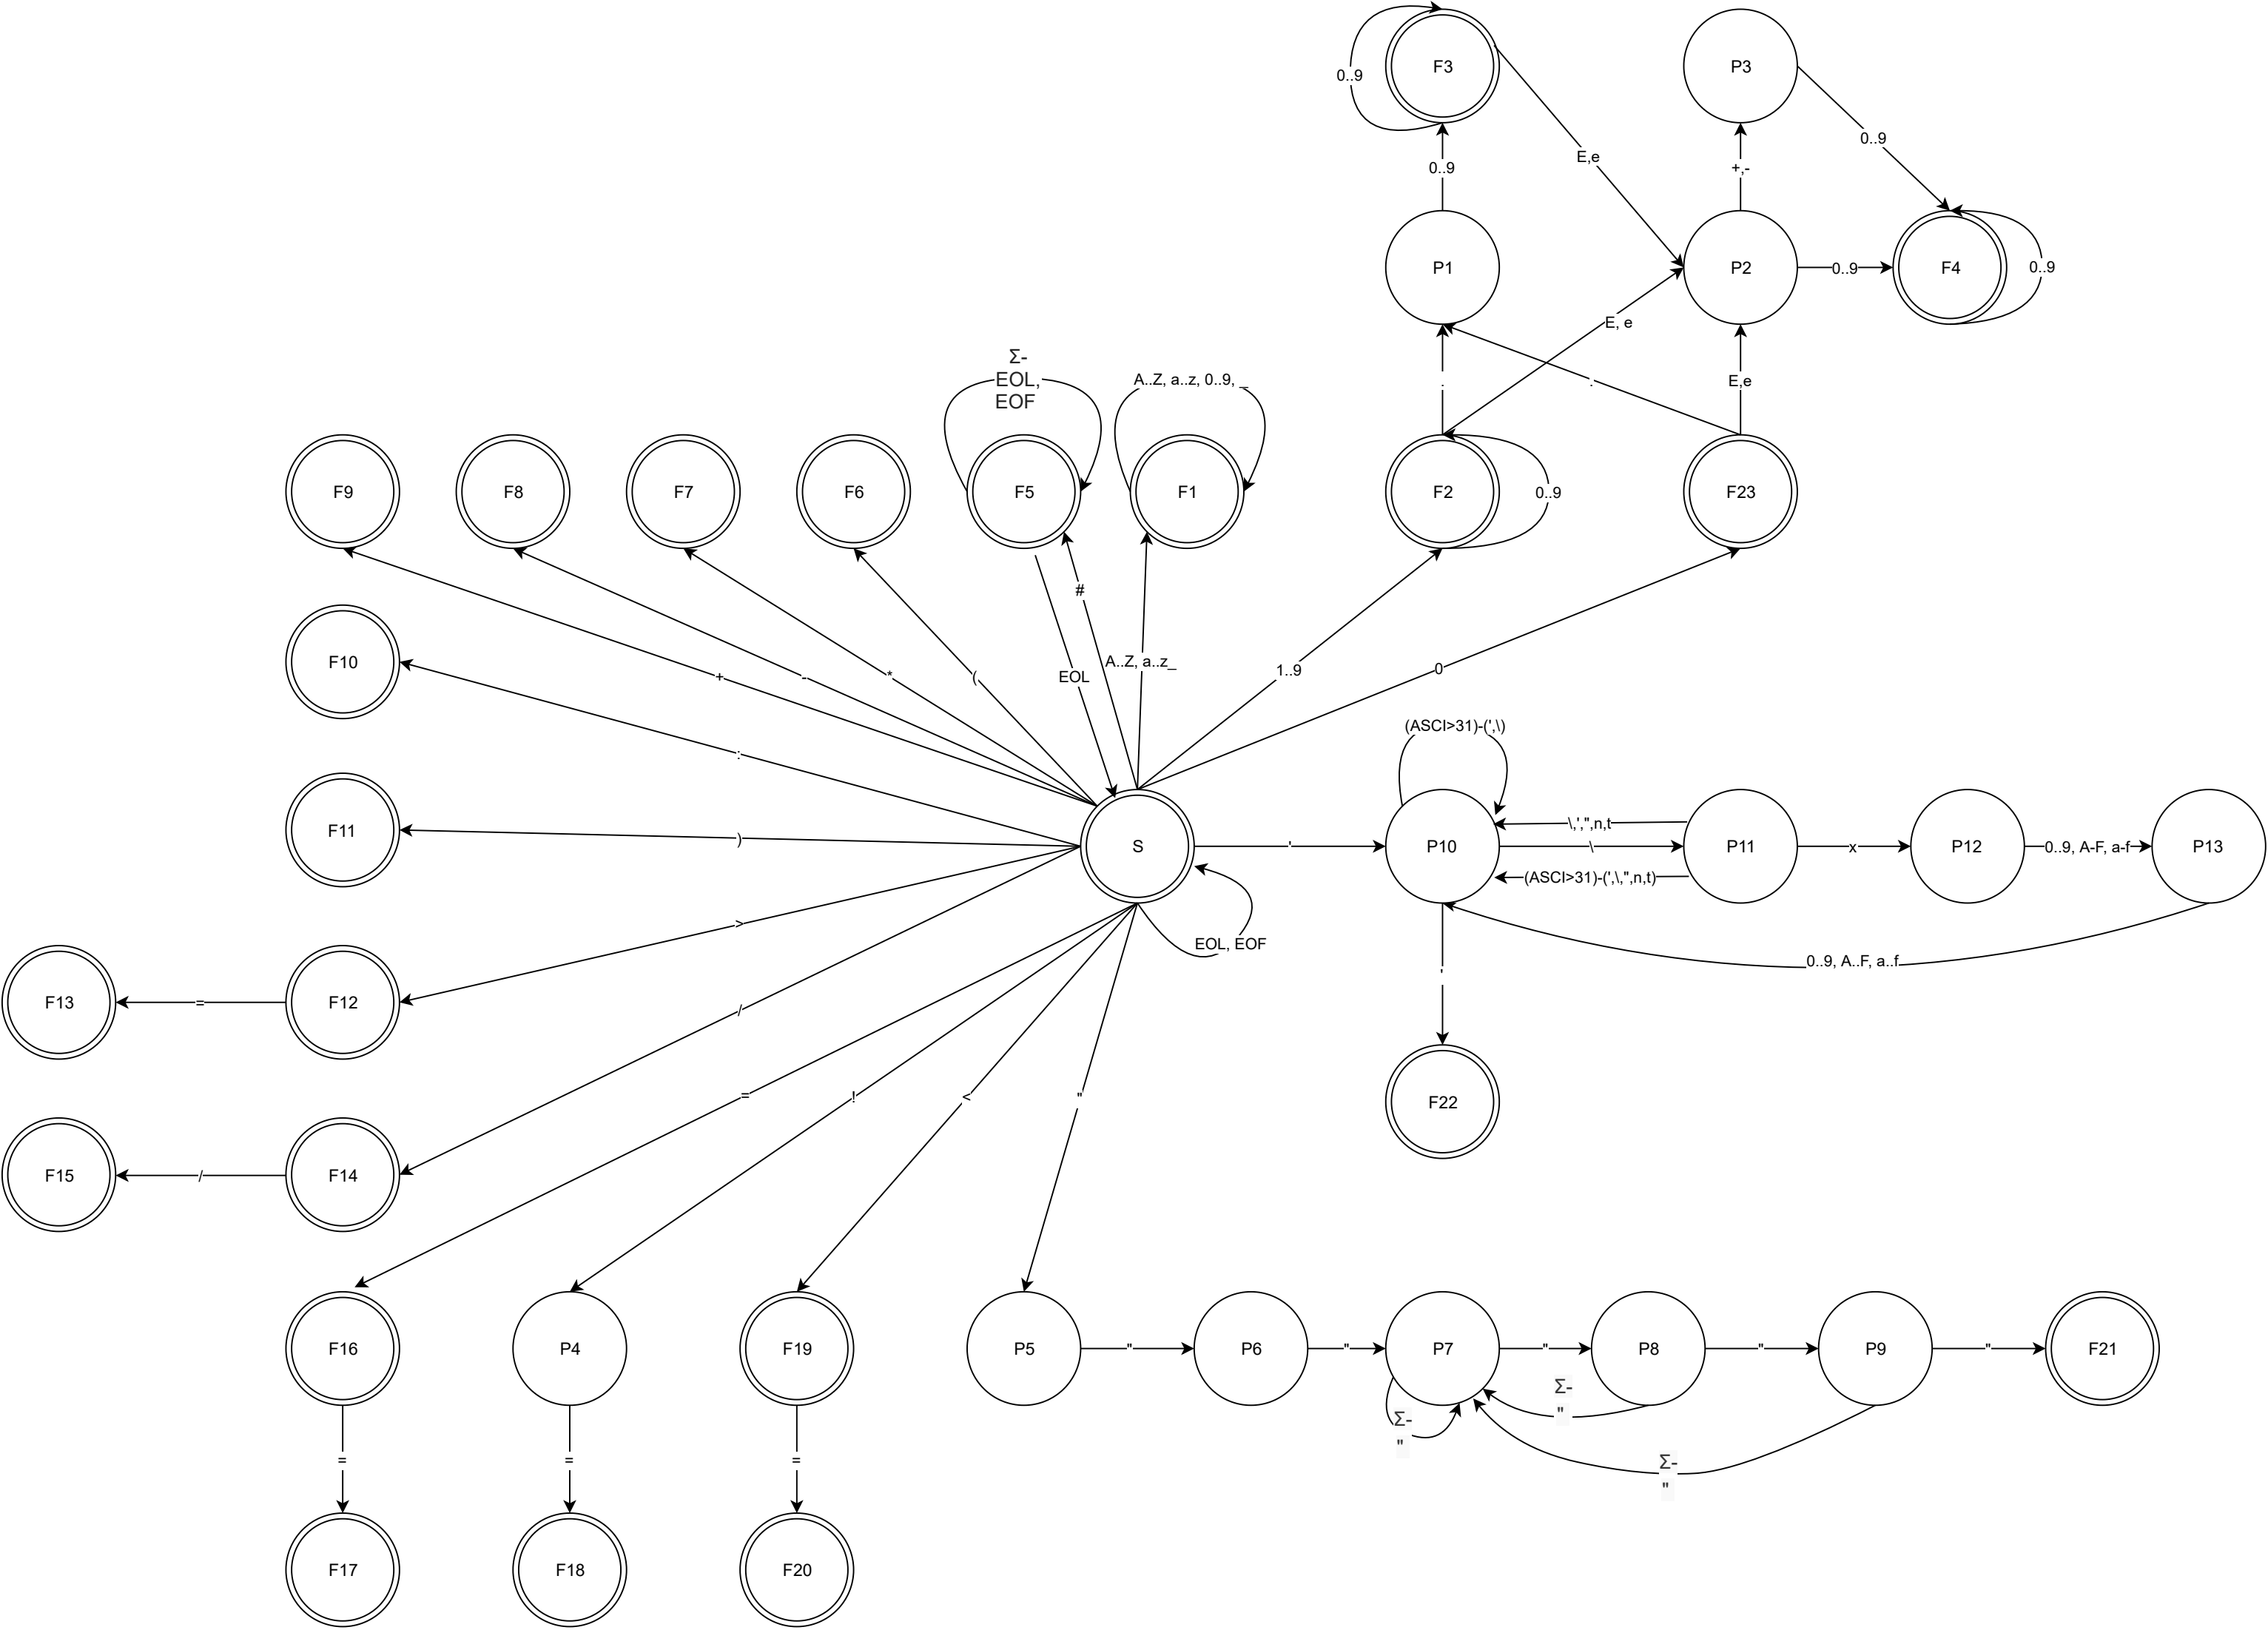 F3
P3
0..9
0..9
E,e
0..9
+,-
P1
P2
0..9
F4
0..9
E, e
Σ-
EOL,
EOF
A..Z, a..z, 0..9, _
.
.
E,e
F9
F8
F7
F6
F5
F1
F2
0..9
F23
#
F10
+
-
*
(
EOL
A..Z, a..z_
1..9
0
(ASCI>31)-(',\)
:
F11
)
\,',",n,t
S
'
P10
\
P11
x
P12
0..9, A-F, a-f
P13
(ASCI>31)-(',\,",n,t)
>
EOL, EOF
0..9, A..F, a..f
'
F13
=
F12
/
=
!
<
"
F22
F15
/
F14
F16
P4
F19
P5
"
P6
"
P7
"
P8
"
P9
"
F21
Σ-
"
Σ-
"
=
=
=
Σ-
"
F17
F18
F20